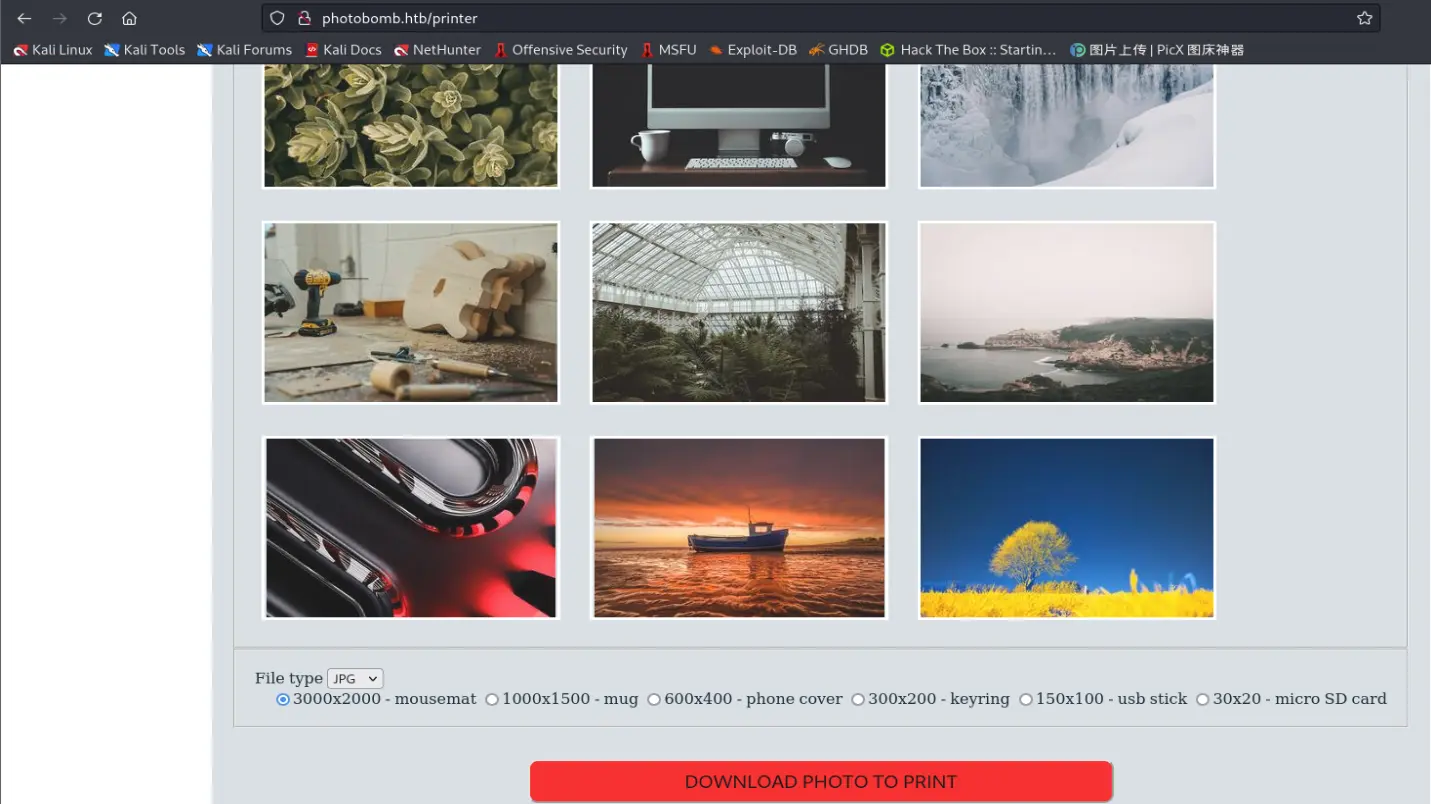 photobomb.htb/printer
Kali Linux Kali Tools Kali Forums Kali Docs NetHunter Offensive Security MSFU Exploit-DB GHDB Hack The Box :: Startin… 图片上传 | PicX 图床神器
File type JPG
3000x2000 - mousemat 1000x1500 - mug 600x400 - phone cover 300x200 - keyring 150x100 - usb stick 30x20 - micro SD card
DOWNLOAD PHOTO TO PRINT